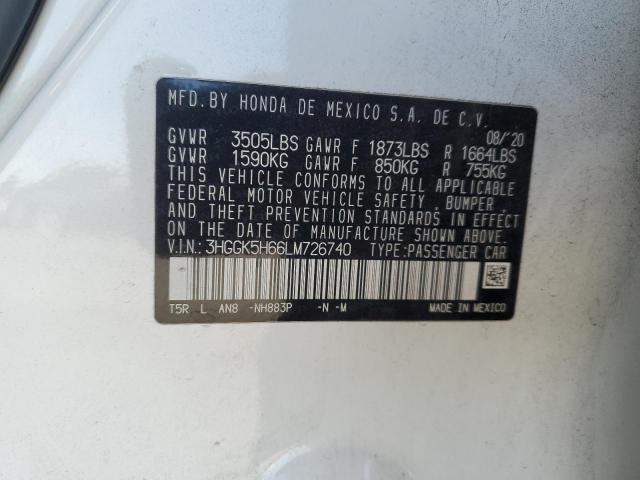 MFD. BY HONDA DE MEXICO S.A. DE C.V.
08/'20
GVWR 3505LBS GAWR F 1873LBS R 1664LBS
GVWR 1590KG GAWR F 850KG R 755KG
THIS VEHICLE CONFORMS TO ALL APPLICABLE
FEDERAL MOTOR VEHICLE SAFETY, BUMPER
AND THEFT PREVENTION STANDARDS IN EFFECT
ON THE DATE OF MANUFACTURE SHOWN ABOVE.
V.I.N.: 3HGGK5H66LM726740 TYPE: PASSENGER CAR
T5R L AN8 -NH883P -N -M MADE IN MEXICO